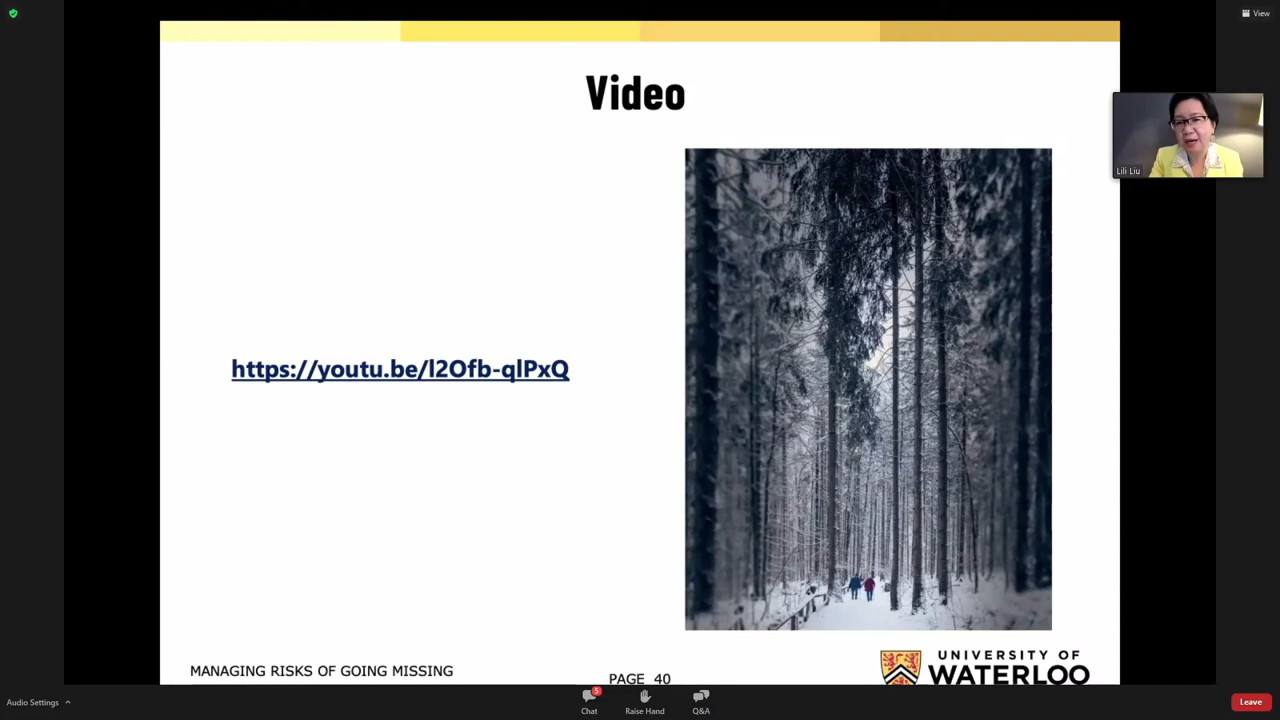 View
Video
Lili Liu
https://youtu.be/l2Ofb-qlPxQ
MANAGING RISKS OF GOING MISSING
PAGE 40
UNIVERSITY OF
WATERLOO
Audio Settings
5
Chat
Raise Hand
Q&A
Leave